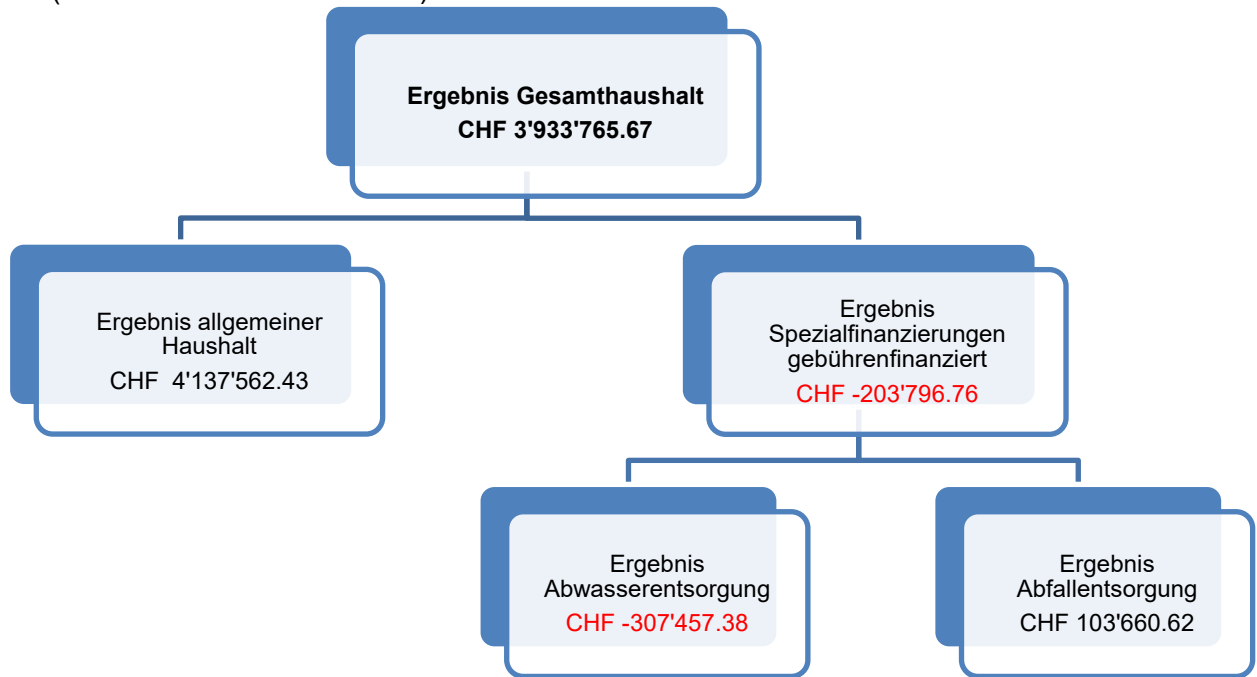 Ergebnis Gesamthaushalt
CHF 3'933'765.67
Ergebnis allgemeiner
Haushalt
CHF 4'137'562.43
Ergebnis
Spezialfinanzierungen
gebührenfinanziert
CHF -203'796.76
Ergebnis
Abwasserentsorgung
CHF -307'457.38
Ergebnis
Abfallentsorgung
CHF 103'660.62